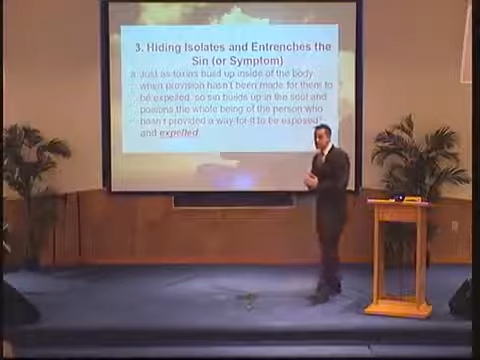 3. Hiding Isolates and Entrenches the
Sin (or Symptom)
a. Just as toxins build up inside of the body
when provision hasn't been made for them to
be expelled, so sin builds up in the soul and
poisons the whole being of the person who
hasn't provided a way for it to be exposed
and expelled.